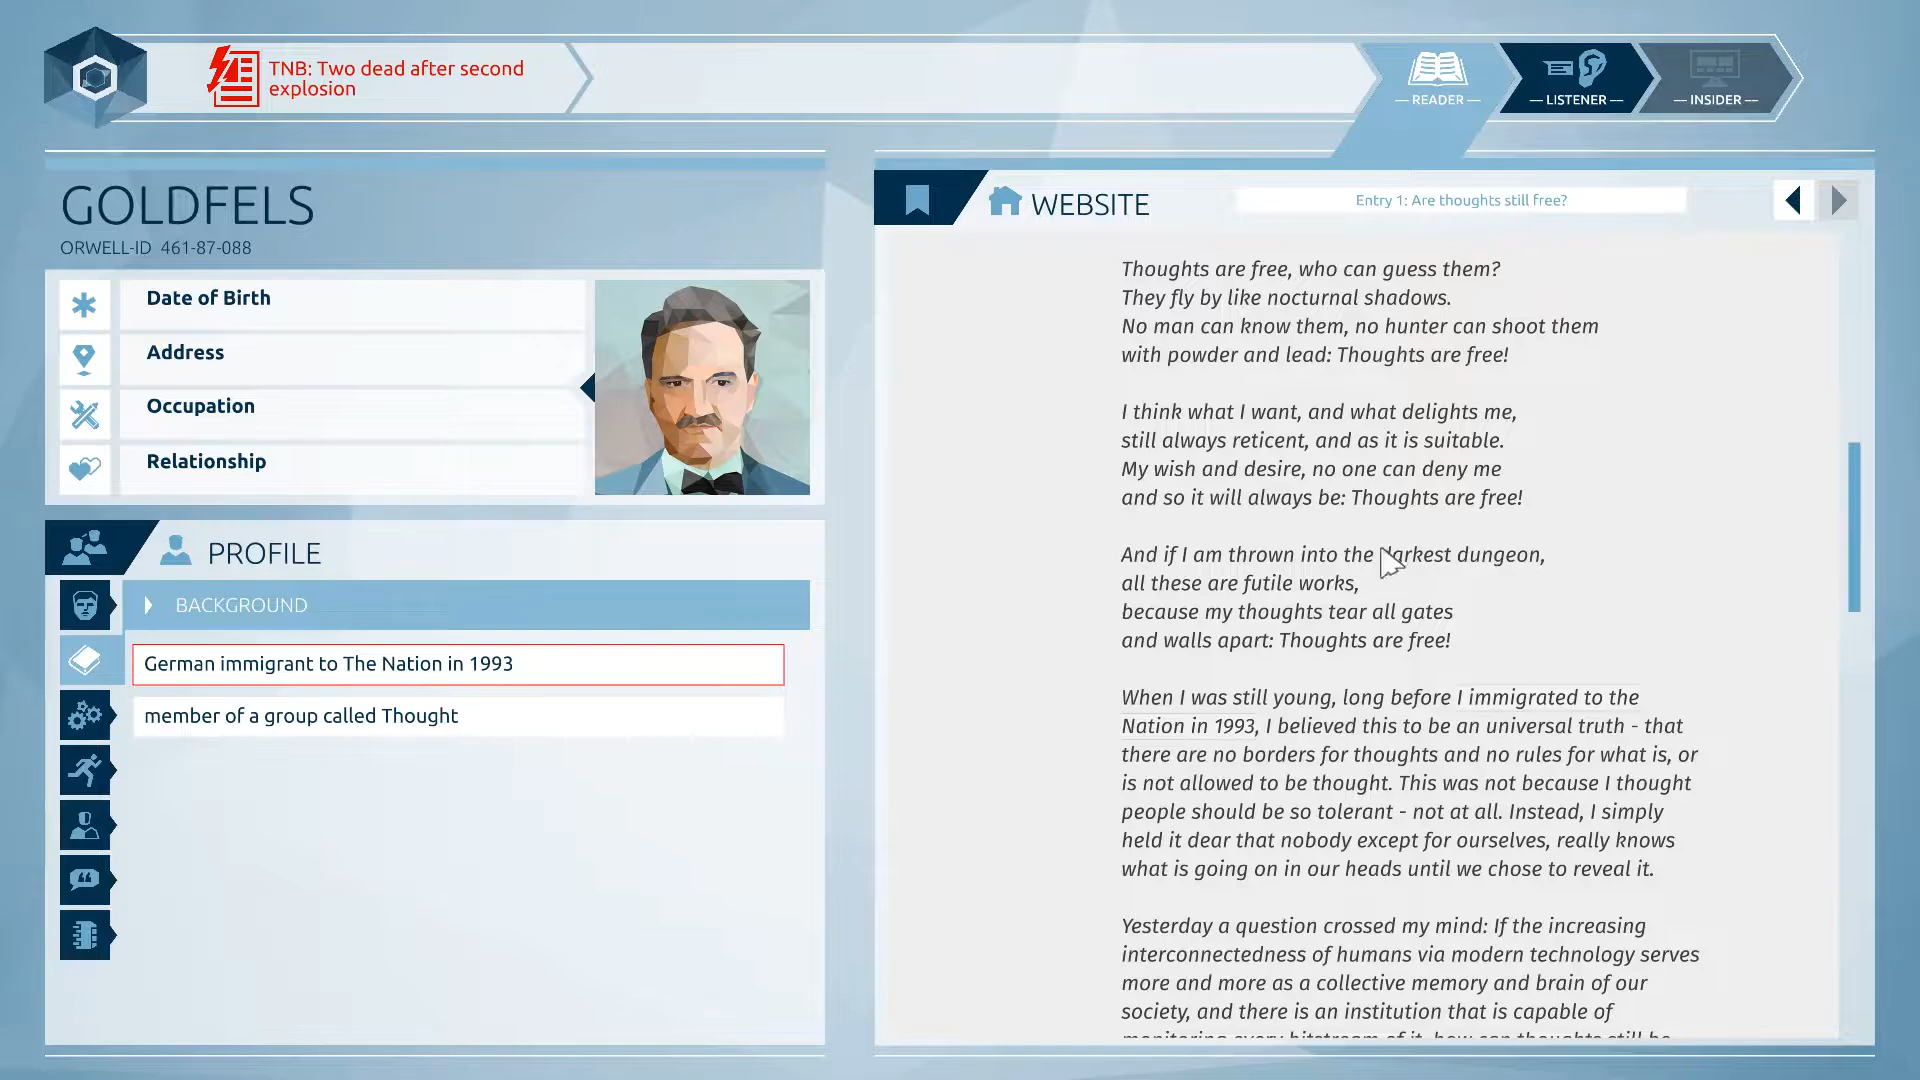 TNB: Two dead after second
explosion
— READER —
— LISTENER —
— INSIDER —
GOLDFELS
ORWELL-ID 461-87-088
Date of Birth
Address
Occupation
Relationship
PROFILE
BACKGROUND
German immigrant to The Nation in 1993
member of a group called Thought
WEBSITE
Entry 1: Are thoughts still free?
Thoughts are free, who can guess them?
They fly by like nocturnal shadows.
No man can know them, no hunter can shoot them
with powder and lead: Thoughts are free!
I think what I want, and what delights me,
still always reticent, and as it is suitable.
My wish and desire, no one can deny me
and so it will always be: Thoughts are free!
And if I am thrown into the darkest dungeon,
all these are futile works,
because my thoughts tear all gates
and walls apart: Thoughts are free!
When I was still young, long before I immigrated to the
Nation in 1993, I believed this to be an universal truth - that
there are no borders for thoughts and no rules for what is, or
is not allowed to be thought. This was not because I thought
people should be so tolerant - not at all. Instead, I simply
held it dear that nobody except for ourselves, really knows
what is going on in our heads until we chose to reveal it.
Yesterday a question crossed my mind: If the increasing
interconnectedness of humans via modern technology serves
more and more as a collective memory and brain of our
society, and there is an institution that is capable of
monitoring every bitstream of it, how can thoughts still be